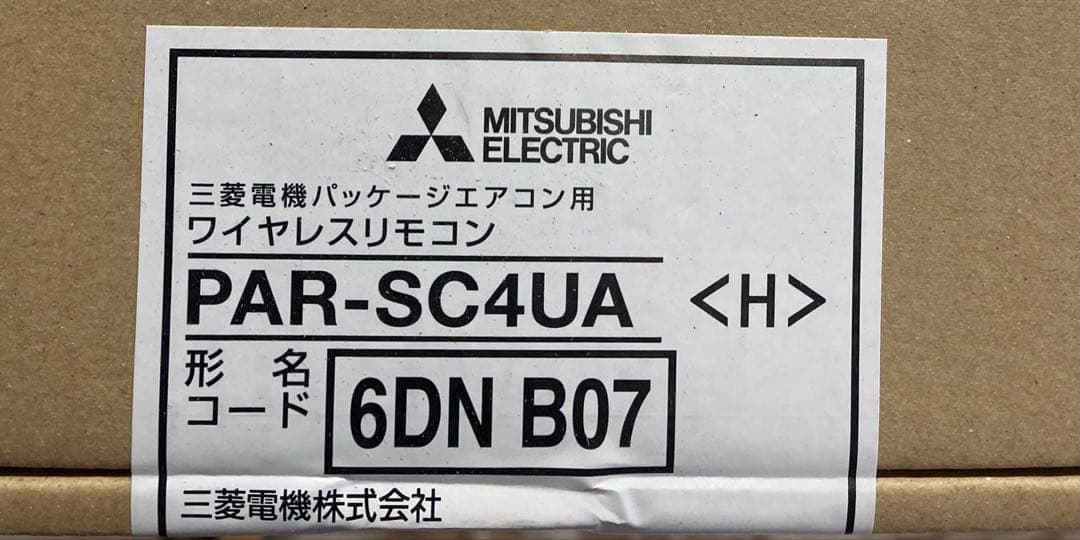 MITSUBISHI
ELECTRIC
三菱電機パッケージエアコン用
ワイヤレスリモコン
PAR-SC4UA <H>
形名
コード 6DN B07
三菱電機株式会社